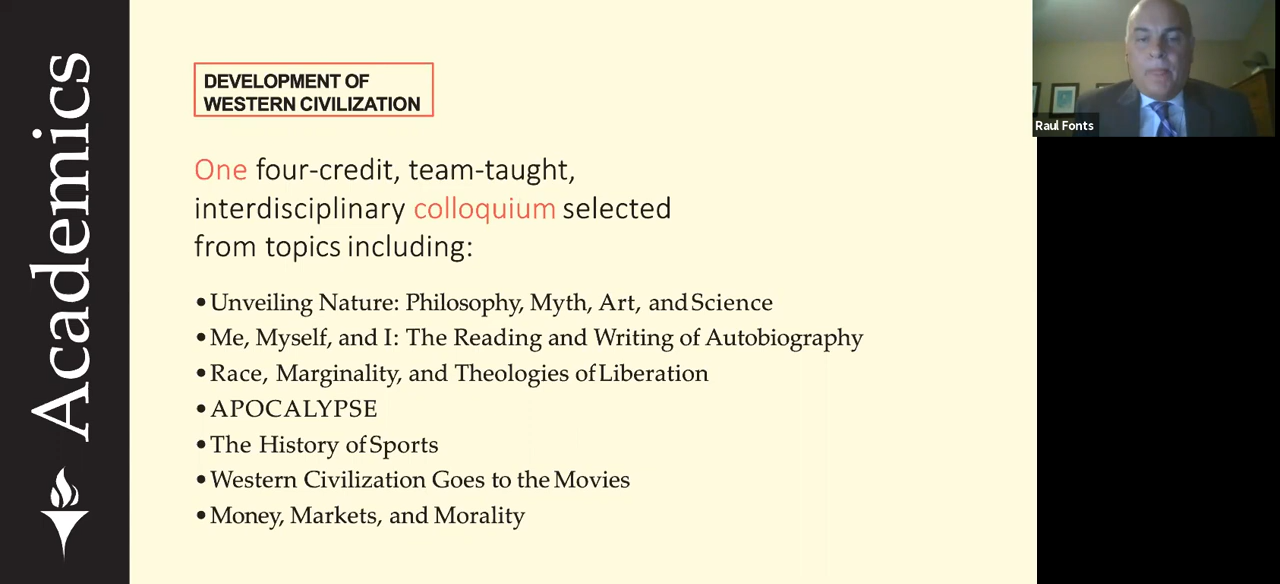 Academics
DEVELOPMENT OF
WESTERN CIVILIZATION
One four-credit, team-taught,
interdisciplinary colloquium selected
from topics including:
•Unveiling Nature: Philosophy, Myth, Art, and Science
•Me, Myself, and I: The Reading and Writing of Autobiography
•Race, Marginality, and Theologies of Liberation
•APOCALYPSE
•The History of Sports
•Western Civilization Goes to the Movies
•Money, Markets, and Morality
Raul Fonts